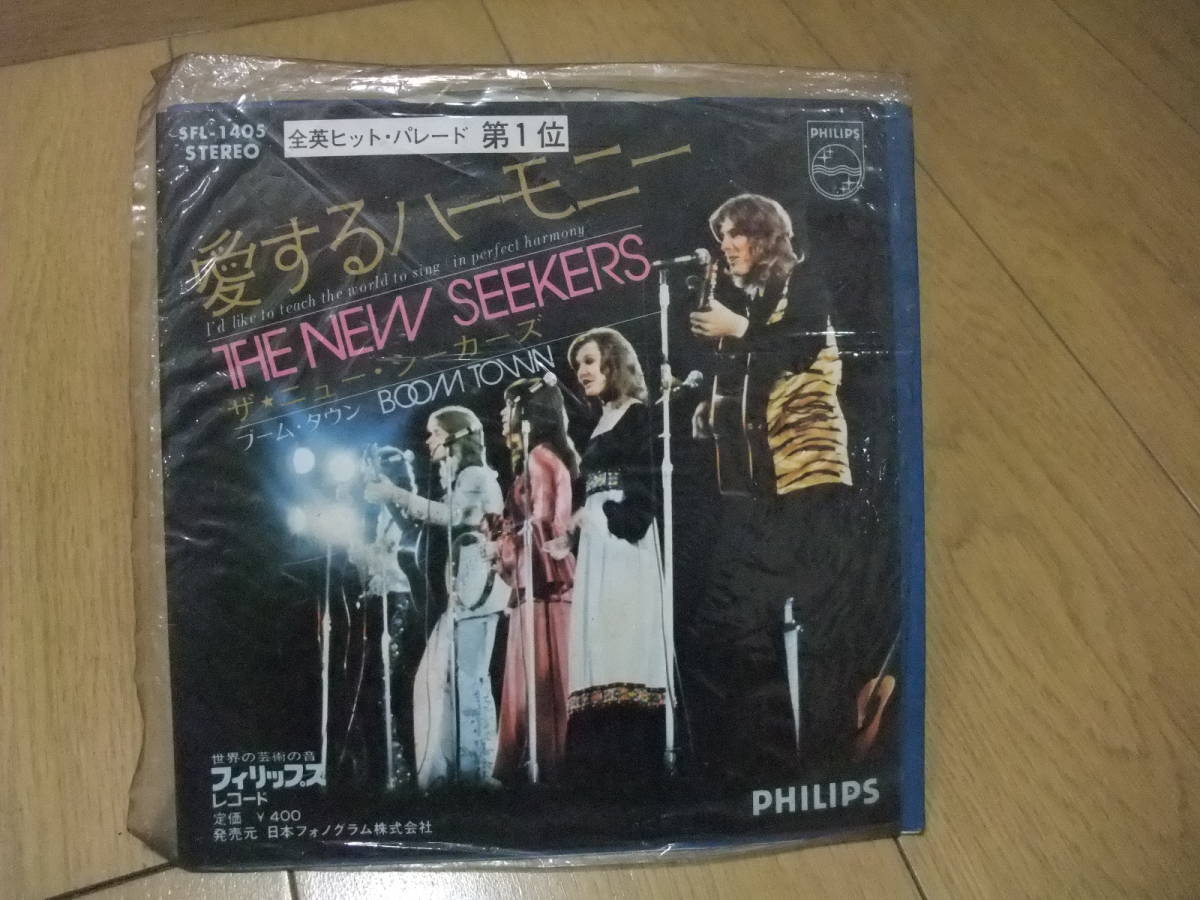 SFL-1405
STEREO
全英ヒット・パレード 第1位
PHILIPS
愛するハーモニー
I'd like to teach the world to sing (in perfect harmony)
THE NEW SEEKERS
ザ★ニュー・シーカーズ
ブーム・タウン BOOM TOWN
世界の芸術の音
フィリップス
レコード
定価 ¥400
発売元 日本フォノグラム株式会社
PHILIPS